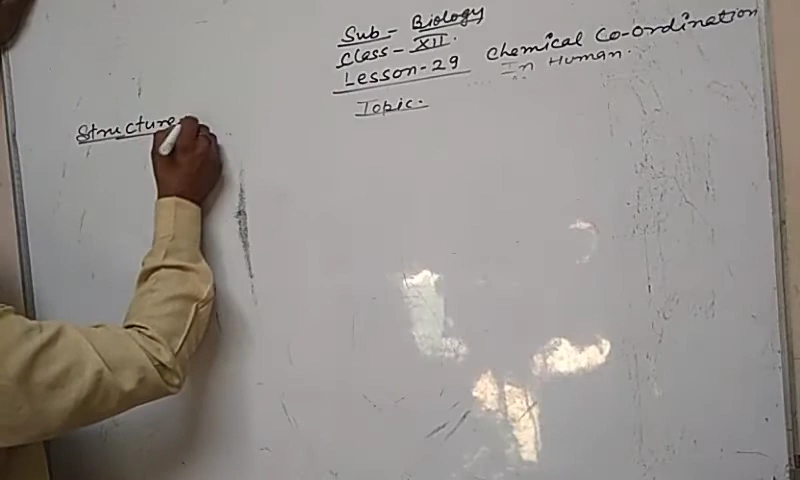 Sub - Biology
Class - XII.
Lesson-29 Chemical Co-ordination
In Human.
Topic.
Structure